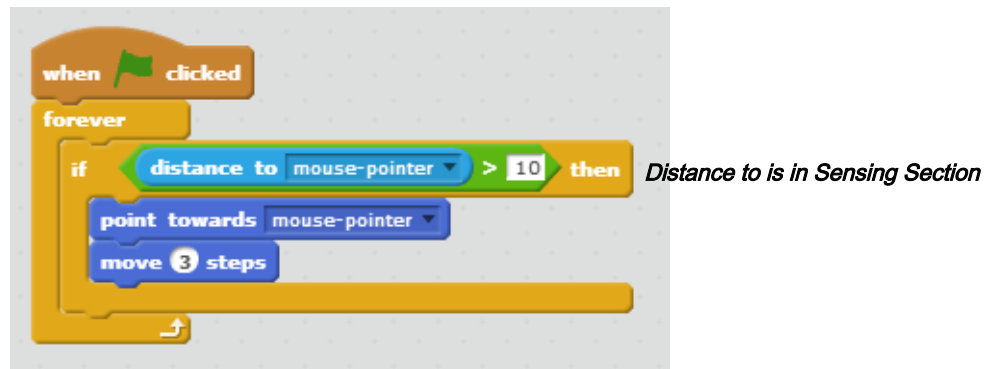 when clicked
forever
if distance to mouse-pointer > 10 then Distance to is in Sensing Section
point towards mouse-pointer
move 3 steps